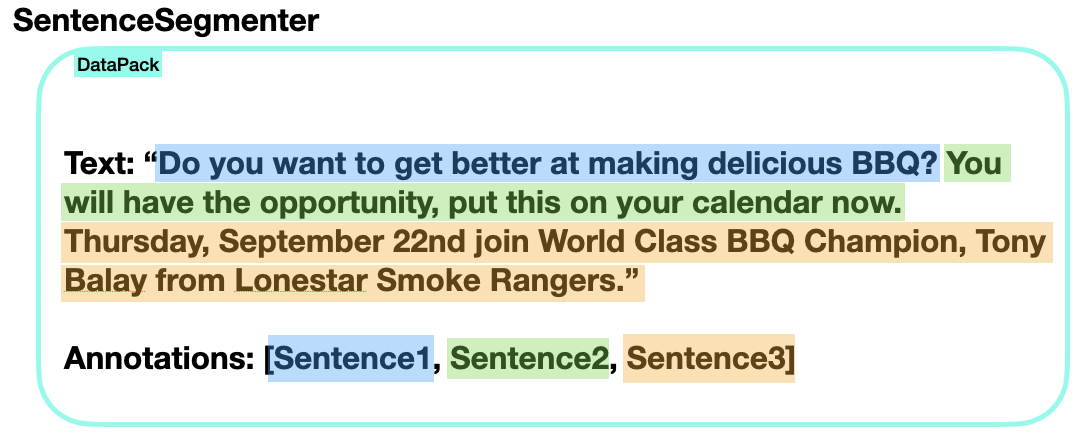 SentenceSegmenter
DataPack
Text: “Do you want to get better at making delicious BBQ? You
will have the opportunity, put this on your calendar now.
Thursday, September 22nd join World Class BBQ Champion, Tony
Balay from Lonestar Smoke Rangers.”
Annotations: [Sentence1, Sentence2, Sentence3]